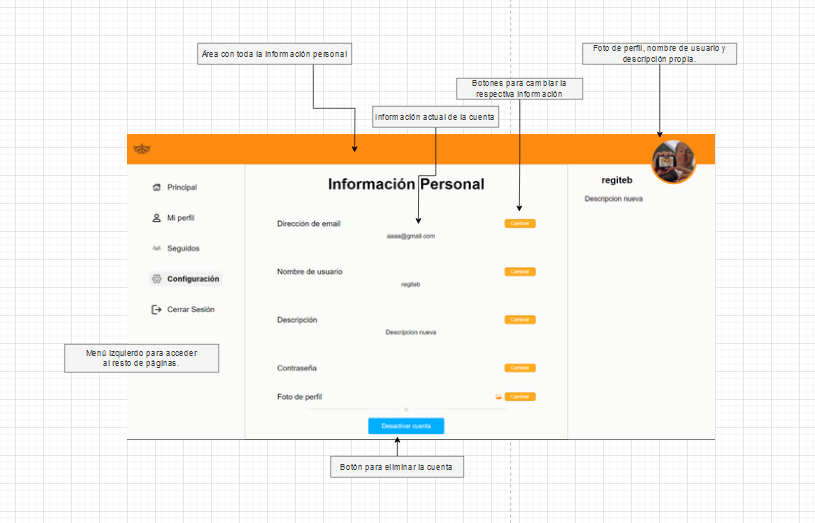 Área con toda la información personal
Foto de perfil, nombre de usuario y
descripción propia.
Botones para cambiar la
respectiva información
Información actual de la cuenta
Información Personal
regiteb
Descripcion nueva
Principal
Mi perfil
Seguidos
Configuración
Cerrar Sesión
Dirección de email
Cambiar
aaaa@gmail.com
Nombre de usuario
Cambiar
regiteb
Descripción
Cambiar
Descripcion nueva
Contraseña
Cambiar
Foto de perfil
Cambiar
Desactivar cuenta
Menú izquierdo para acceder
al resto de páginas.
Botón para eliminar la cuenta